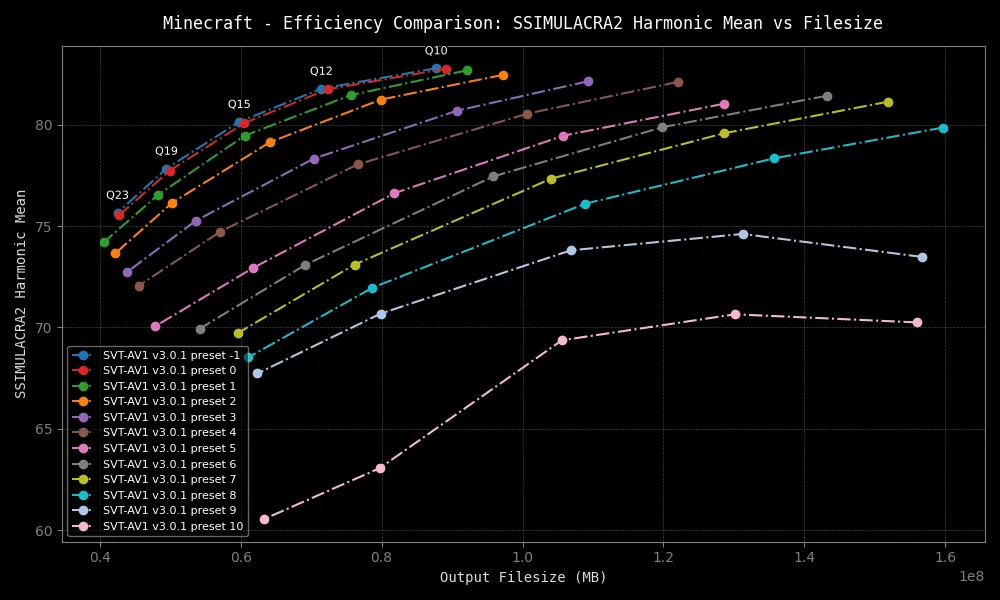 Minecraft - Efficiency Comparison: SSIMULACRA2 Harmonic Mean vs Filesize
Q10
Q12
Q15
Q19
Q23
80
75
70
65
60
SSIMULACRA2 Harmonic Mean
SVT-AV1 v3.0.1 preset -1
SVT-AV1 v3.0.1 preset 0
SVT-AV1 v3.0.1 preset 1
SVT-AV1 v3.0.1 preset 2
SVT-AV1 v3.0.1 preset 3
SVT-AV1 v3.0.1 preset 4
SVT-AV1 v3.0.1 preset 5
SVT-AV1 v3.0.1 preset 6
SVT-AV1 v3.0.1 preset 7
SVT-AV1 v3.0.1 preset 8
SVT-AV1 v3.0.1 preset 9
SVT-AV1 v3.0.1 preset 10
0.4 0.6 0.8 1.0 1.2 1.4 1.6
1e8
Output Filesize (MB)